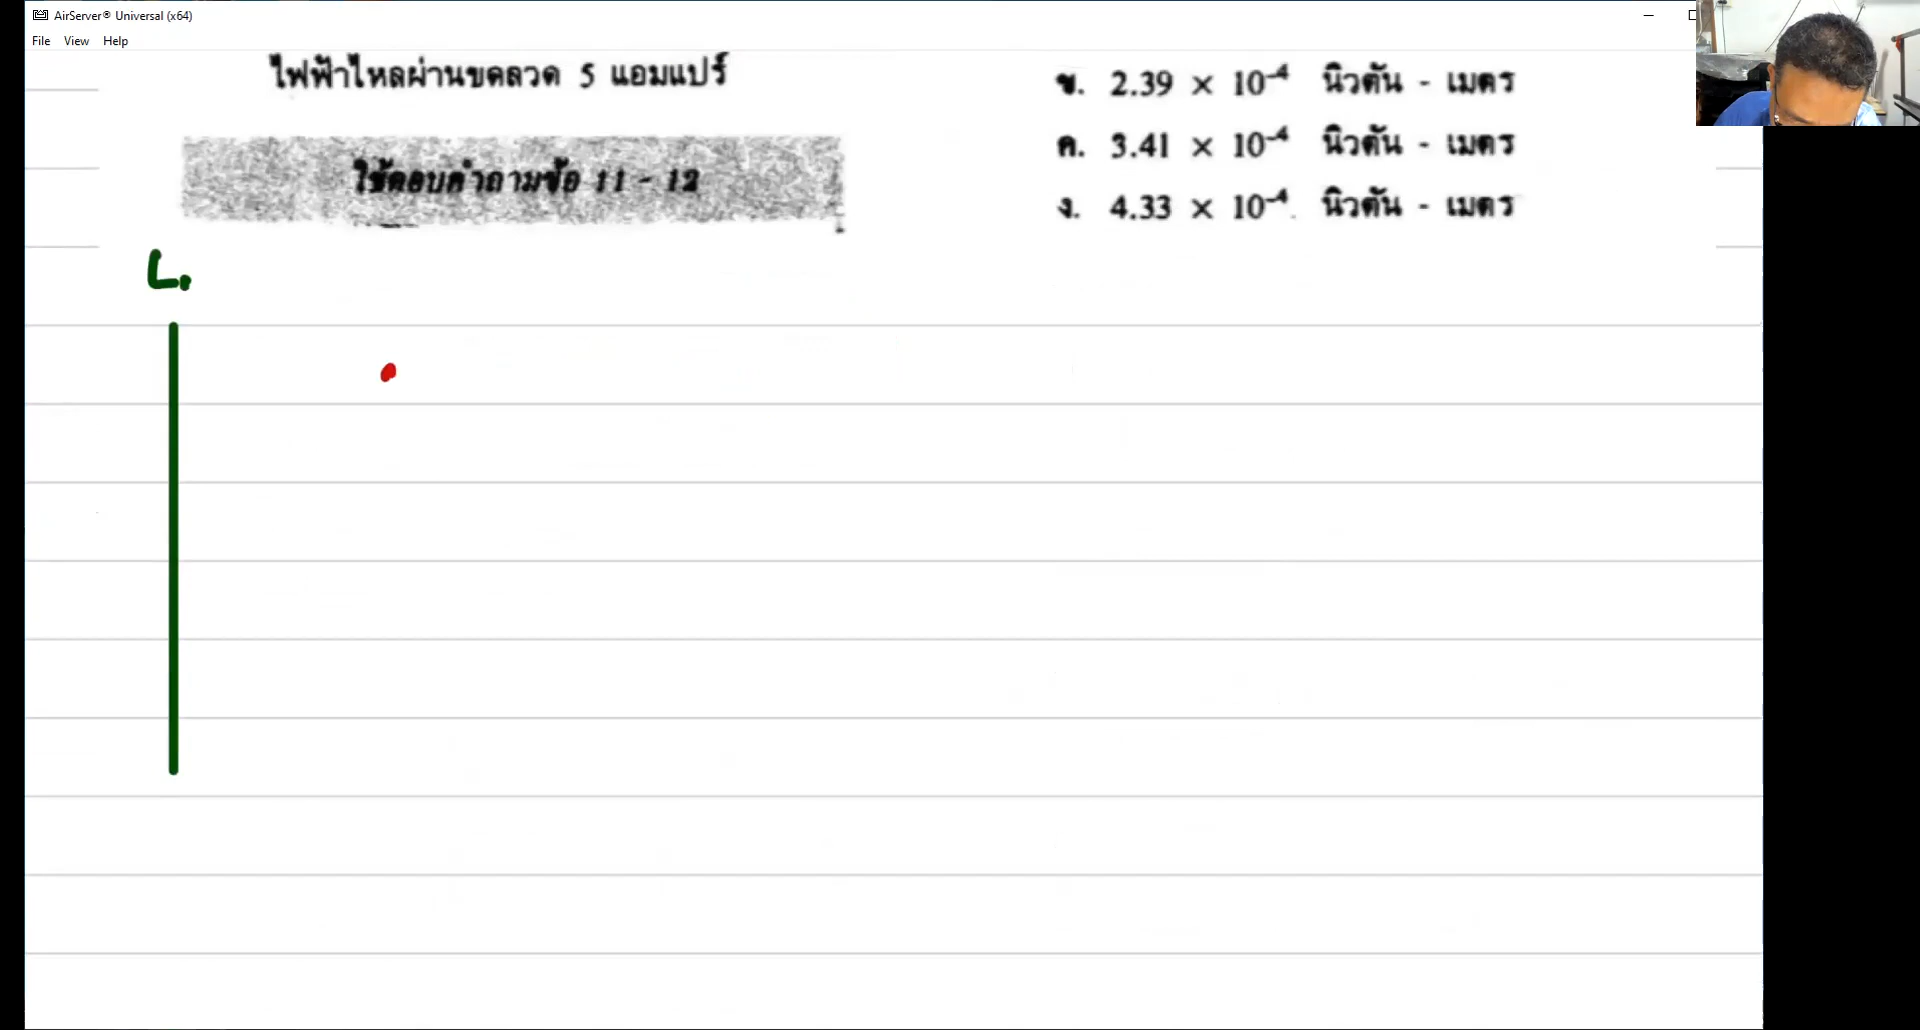 AirServer® Universal (x64)
File View Help
ไฟฟ้าไหลผ่านขดลวด 5 แอมแปร์
ใช้ตอบคำถามข้อ 11 - 12
ข. 2.39 × 10⁻⁴ นิวตัน - เมตร
ค. 3.41 × 10⁻⁴ นิวตัน - เมตร
ง. 4.33 × 10⁻⁴ นิวตัน - เมตร